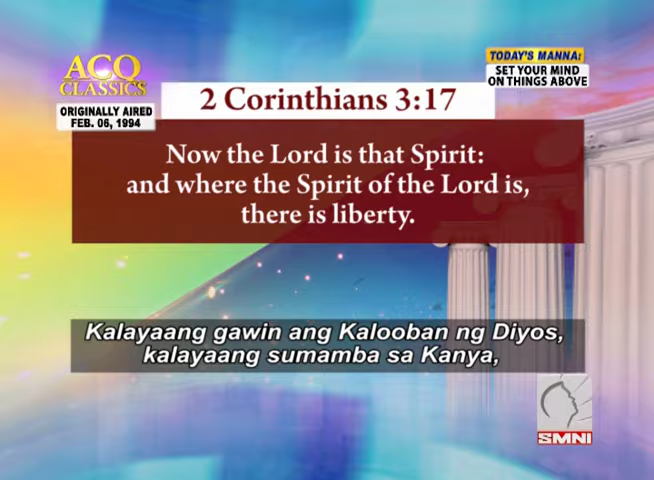 ACQ
CLASSICS
ORIGINALLY AIRED
FEB. 06, 1994
TODAY'S MANNA:
SET YOUR MIND
ON THINGS ABOVE
2 Corinthians 3:17
Now the Lord is that Spirit:
and where the Spirit of the Lord is,
there is liberty.
Kalayaang gawin ang Kalooban ng Diyos,
kalayaang sumamba sa Kanya,
SMNI